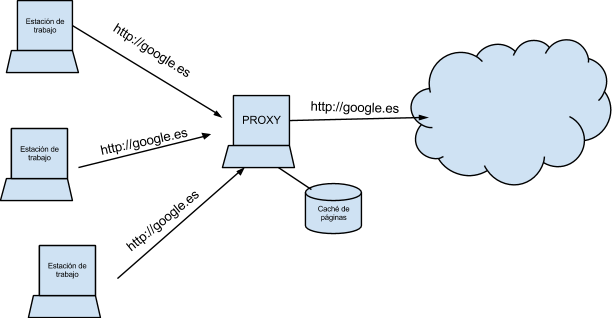 Estación de
trabajo
http://google.es
Estación de
trabajo
http://google.es
Estación de
trabajo
http://google.es
PROXY
http://google.es
Caché de
páginas